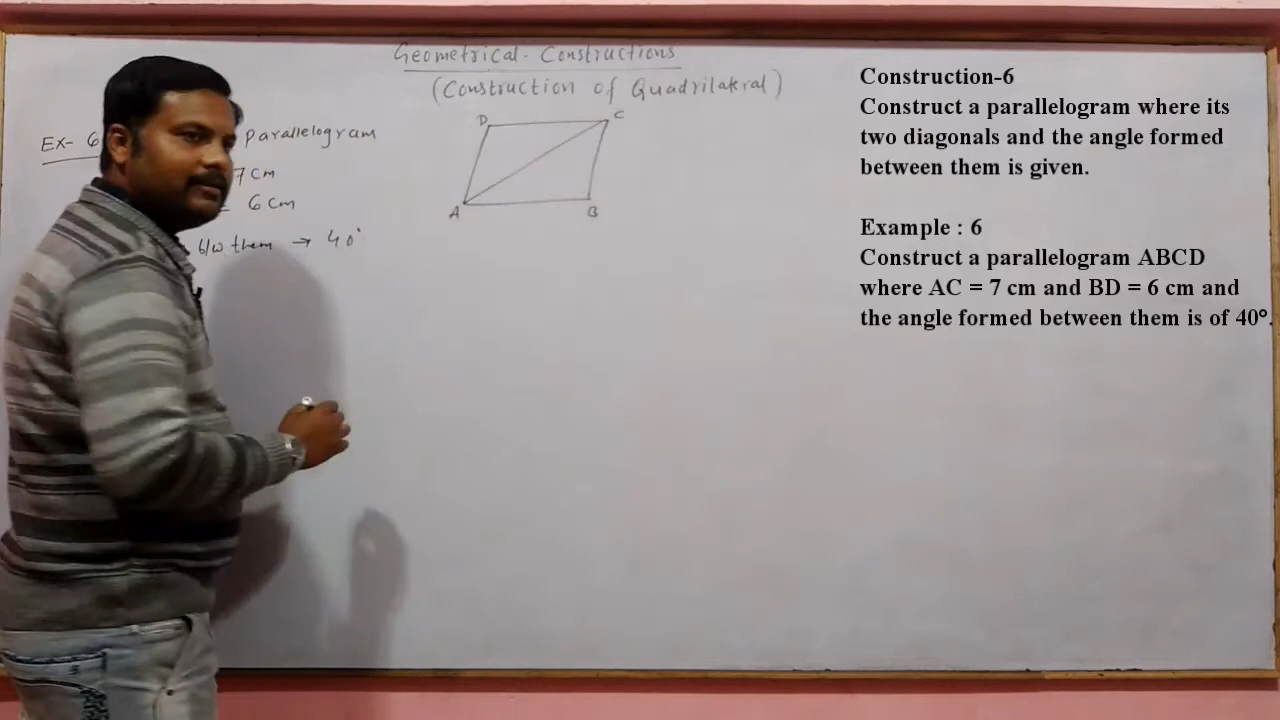 Geometrical Constructions
(Construction of Quadrilateral)
Ex- 6 parallelogram
7 cm
6 cm
b/w them → 40°
D C
A B
Construction-6
Construct a parallelogram where its
two diagonals and the angle formed
between them is given.
Example : 6
Construct a parallelogram ABCD
where AC = 7 cm and BD = 6 cm and
the angle formed between them is of 40°.